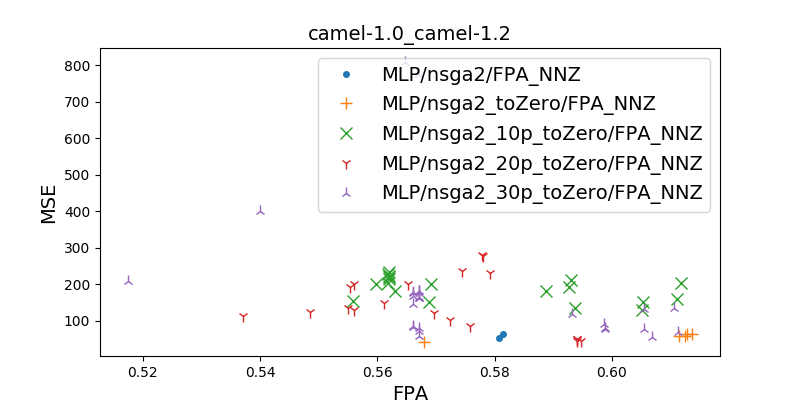 camel-1.0_camel-1.2
MSE
800
700
600
500
400
300
200
100
MLP/nsga2/FPA_NNZ
MLP/nsga2_toZero/FPA_NNZ
MLP/nsga2_10p_toZero/FPA_NNZ
MLP/nsga2_20p_toZero/FPA_NNZ
MLP/nsga2_30p_toZero/FPA_NNZ
0.52 0.54 0.56 0.58 0.60
FPA